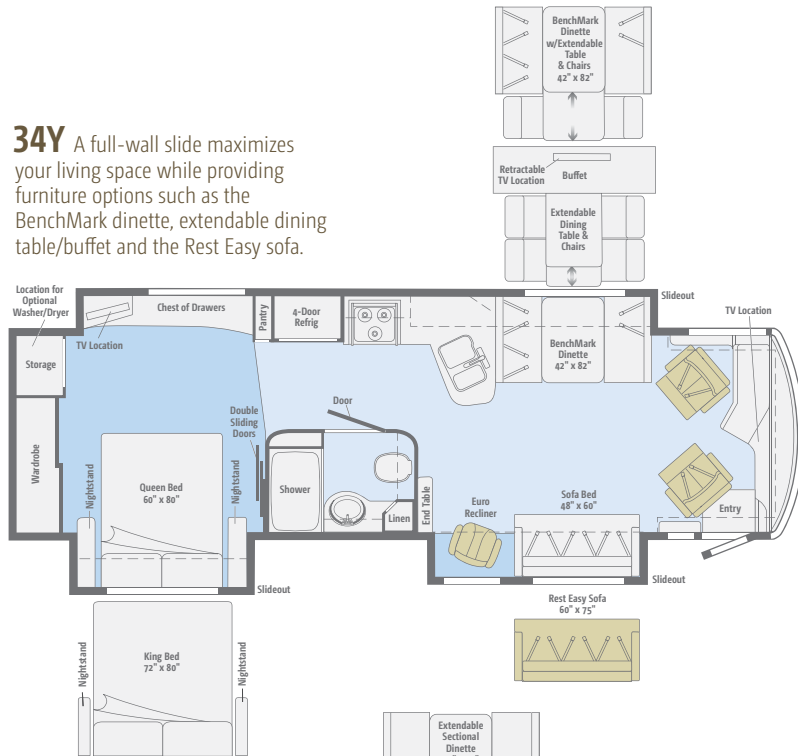 BenchMark
Dinette
w/Extendable
Table
& Chairs
42" x 82"
34Y A full-wall slide maximizes
your living space while providing
furniture options such as the
BenchMark dinette, extendable dining
table/buffet and the Rest Easy sofa.
Retractable
TV Location
Buffet
Extendable
Dining
Table &
Chairs
Location for
Optional
Washer/Dryer
Chest of Drawers
TV Location
Pantry
4-Door
Refrig
Slideout
TV Location
Storage
BenchMark
Dinette
42" x 82"
Wardrobe
Double
Sliding
Doors
Door
Nightstand
Queen Bed
60" x 80"
Nightstand
Shower
Linen
End Table
Euro
Recliner
Sofa Bed
48" x 60"
Entry
Slideout
Slideout
Rest Easy Sofa
60" x 75"
Nightstand
King Bed
72" x 80"
Nightstand
Extendable
Sectional
Dinette